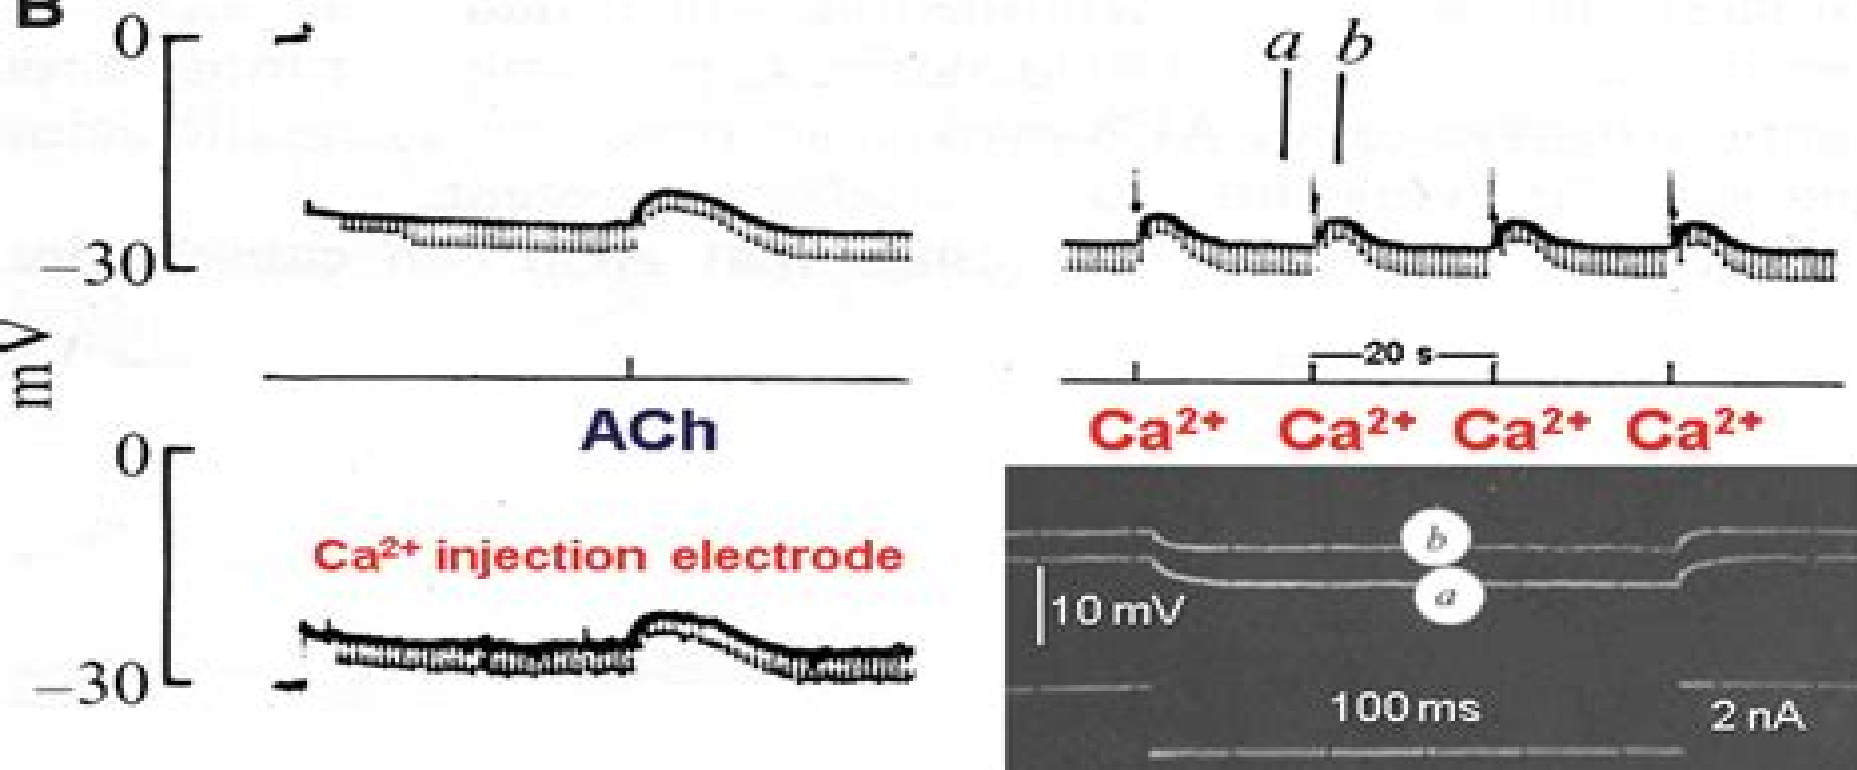 B
0
−30
mV
a b
20 s
ACh
Ca²⁺ Ca²⁺ Ca²⁺ Ca²⁺
0
−30
Ca²⁺ injection electrode
b
a
10 mV
100 ms
2 nA